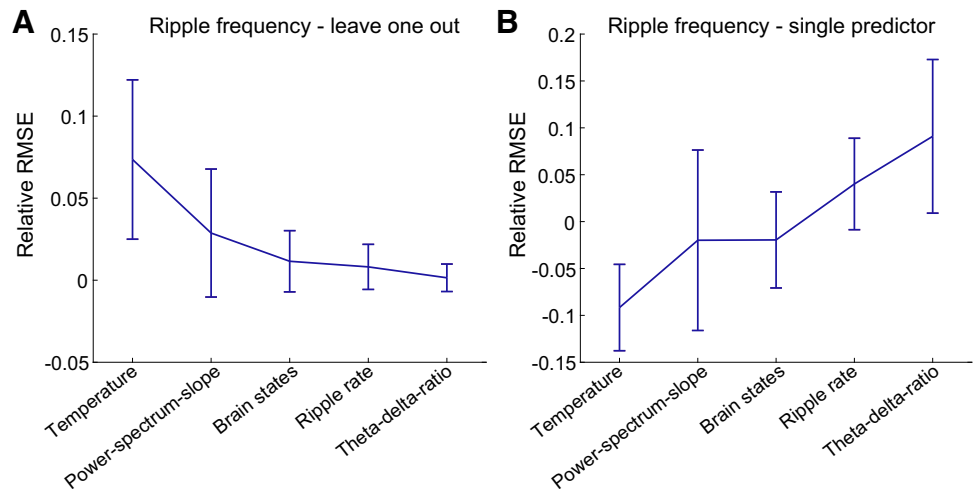 A
Ripple frequency - leave one out
Relative RMSE
0.15
0.1
0.05
0
-0.05
Temperature
Power-spectrum-slope
Brain states
Ripple rate
Theta-delta-ratio
B
Ripple frequency - single predictor
Relative RMSE
0.2
0.15
0.1
0.05
0
-0.05
-0.1
-0.15
Temperature
Power-spectrum-slope
Brain states
Ripple rate
Theta-delta-ratio